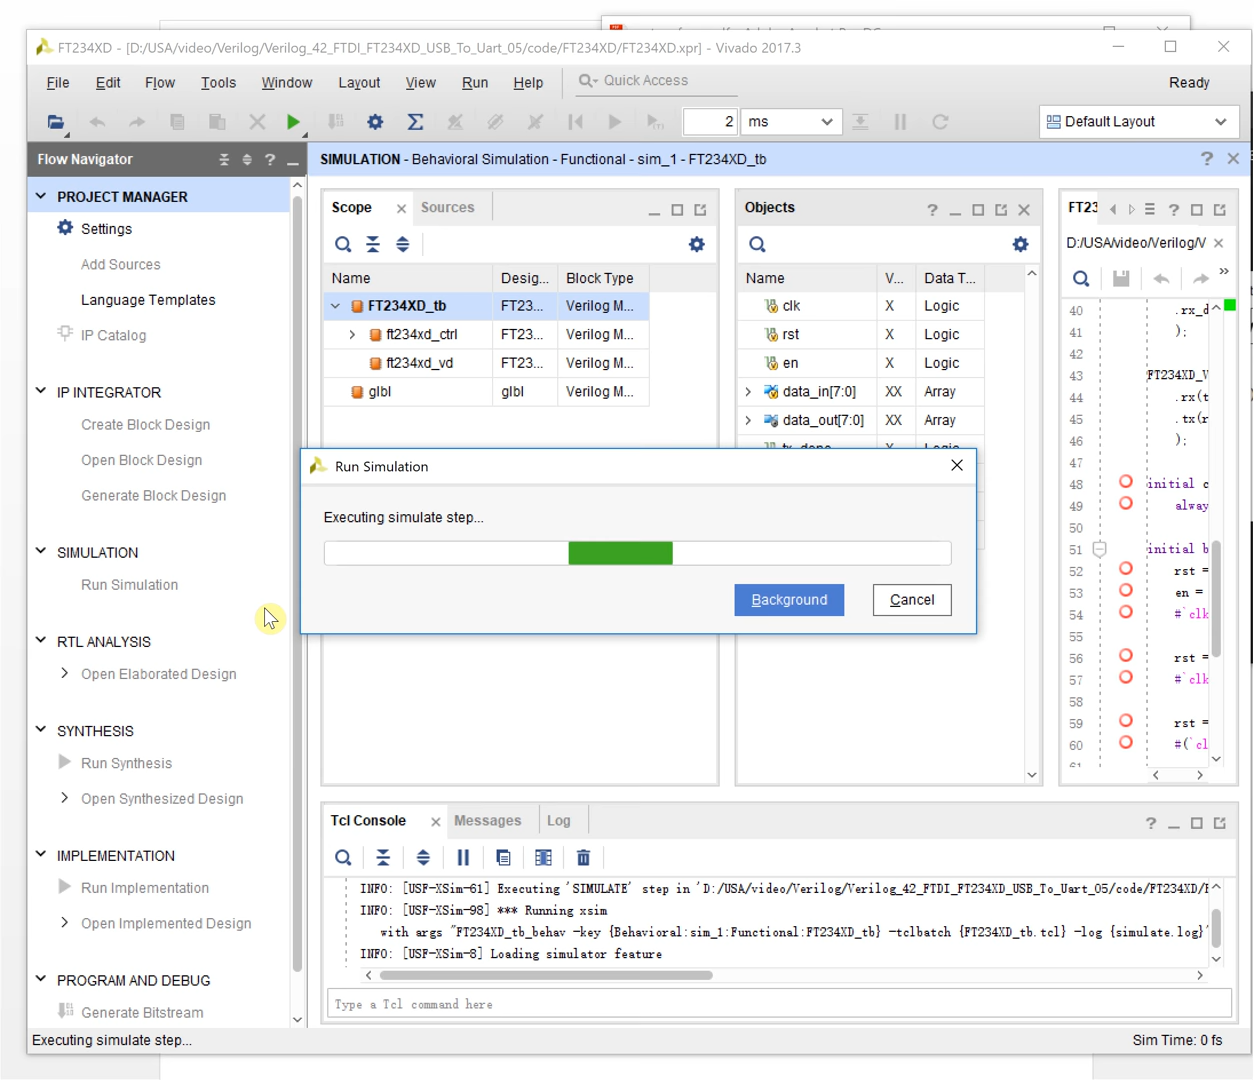 FT234XD - [D:/USA/video/Verilog/Verilog_42_FTDI_FT234XD_USB_To_Uart_05/code/FT234XD/FT234XD.xpr] - Vivado 2017.3
File Edit Flow Tools Window Layout View Run Help Quick Access Ready
2 ms Default Layout
Flow Navigator
SIMULATION - Behavioral Simulation - Functional - sim_1 - FT234XD_tb
PROJECT MANAGER
Settings
Add Sources
Language Templates
IP Catalog
IP INTEGRATOR
Create Block Design
Open Block Design
Generate Block Design
SIMULATION
Run Simulation
RTL ANALYSIS
Open Elaborated Design
SYNTHESIS
Run Synthesis
Open Synthesized Design
IMPLEMENTATION
Run Implementation
Open Implemented Design
PROGRAM AND DEBUG
Generate Bitstream
Scope Sources
Name Desig... Block Type
FT234XD_tb FT23... Verilog M...
ft234xd_ctrl FT23... Verilog M...
ft234xd_vd FT23... Verilog M...
glbl glbl Verilog M...
Objects
Name V... Data T...
clk X Logic
rst X Logic
en X Logic
data_in[7:0] XX Array
data_out[7:0] XX Array
tx_done X Logic
FT23
D:/USA/video/Verilog/V
40 .rx_d
41 );
42
43 FT234XD_V
44 .rx(t
45 .tx(r
46 );
47
48 initial c
49 alway
50
51 initial b
52 rst =
53 en =
54 #`clk
55
56 rst =
57 #`clk
58
59 rst =
60 #(`cl
61
Run Simulation
Executing simulate step...
Background Cancel
Tcl Console Messages Log
INFO: [USF-XSim-61] Executing 'SIMULATE' step in 'D:/USA/video/Verilog/Verilog_42_FTDI_FT234XD_USB_To_Uart_05/code/FT234XD/F
INFO: [USF-XSim-98] *** Running xsim
with args "FT234XD_tb_behav -key {Behavioral:sim_1:Functional:FT234XD_tb} -tclbatch {FT234XD_tb.tcl} -log {simulate.log}"
INFO: [USF-XSim-8] Loading simulator feature
Type a Tcl command here
Executing simulate step... Sim Time: 0 fs